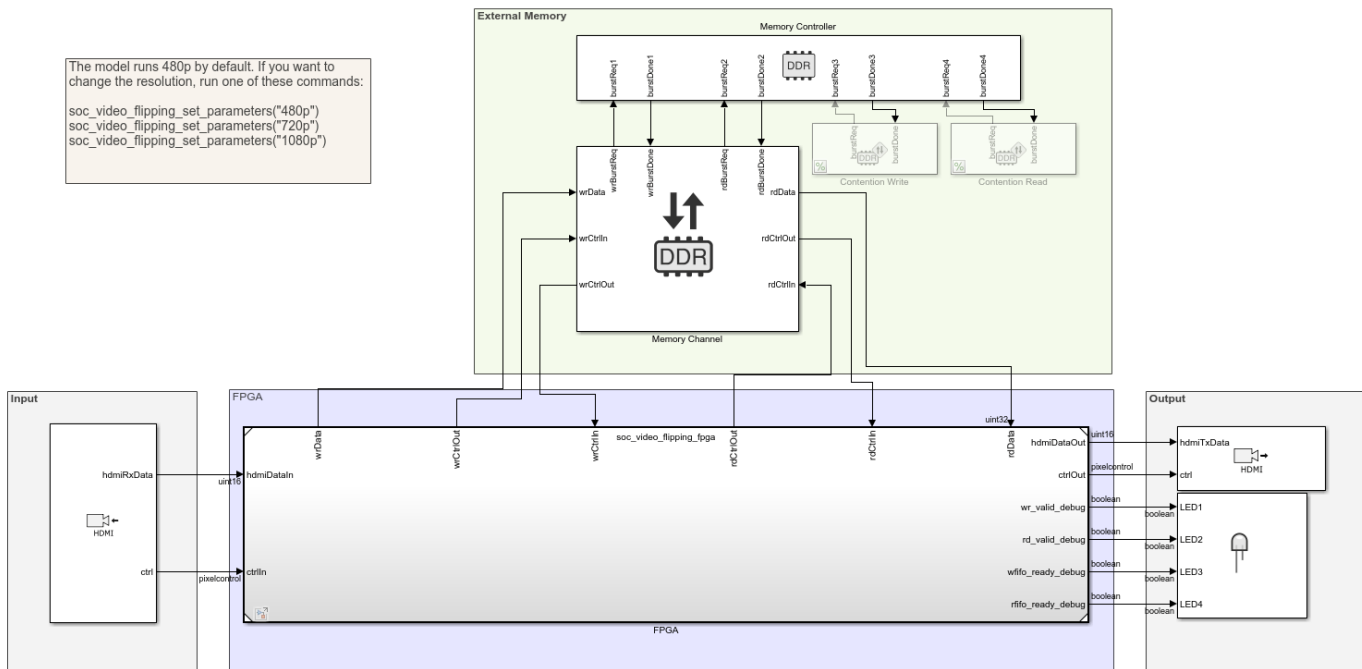 External Memory
Memory Controller
The model runs 480p by default. If you want to
change the resolution, run one of these commands:
soc_video_flipping_set_parameters("480p")
soc_video_flipping_set_parameters("720p")
soc_video_flipping_set_parameters("1080p")
burstReq1
burstDone1
burstReq2
burstDone2
DDR
burstReq3
burstDone3
burstReq4
burstDone4
burstReq
DDR
burstDone
Contention Write
burstReq
DDR
burstDone
Contention Read
wrBurstReq
wrBurstDone
rdBurstReq
rdBurstDone
wrData
wrCtrlIn
wrCtrlOut
DDR
rdData
rdCtrlOut
rdCtrlIn
Memory Channel
Input
hdmiRxData
HDMI
ctrl
uint16
pixelcontrol
FPGA
wrData
wrCtrlOut
wrCtrlIn
soc_video_flipping_fpga
rdCtrlOut
rdCtrlIn
uint32
rdData
hdmiDataIn
ctrlIn
hdmiDataOut
ctrlOut
wr_valid_debug
rd_valid_debug
wfifo_ready_debug
rfifo_ready_debug
FPGA
Output
uint16
hdmiTxData
pixelcontrol
ctrl
HDMI
boolean
boolean
LED1
boolean
boolean
LED2
boolean
boolean
LED3
boolean
boolean
LED4